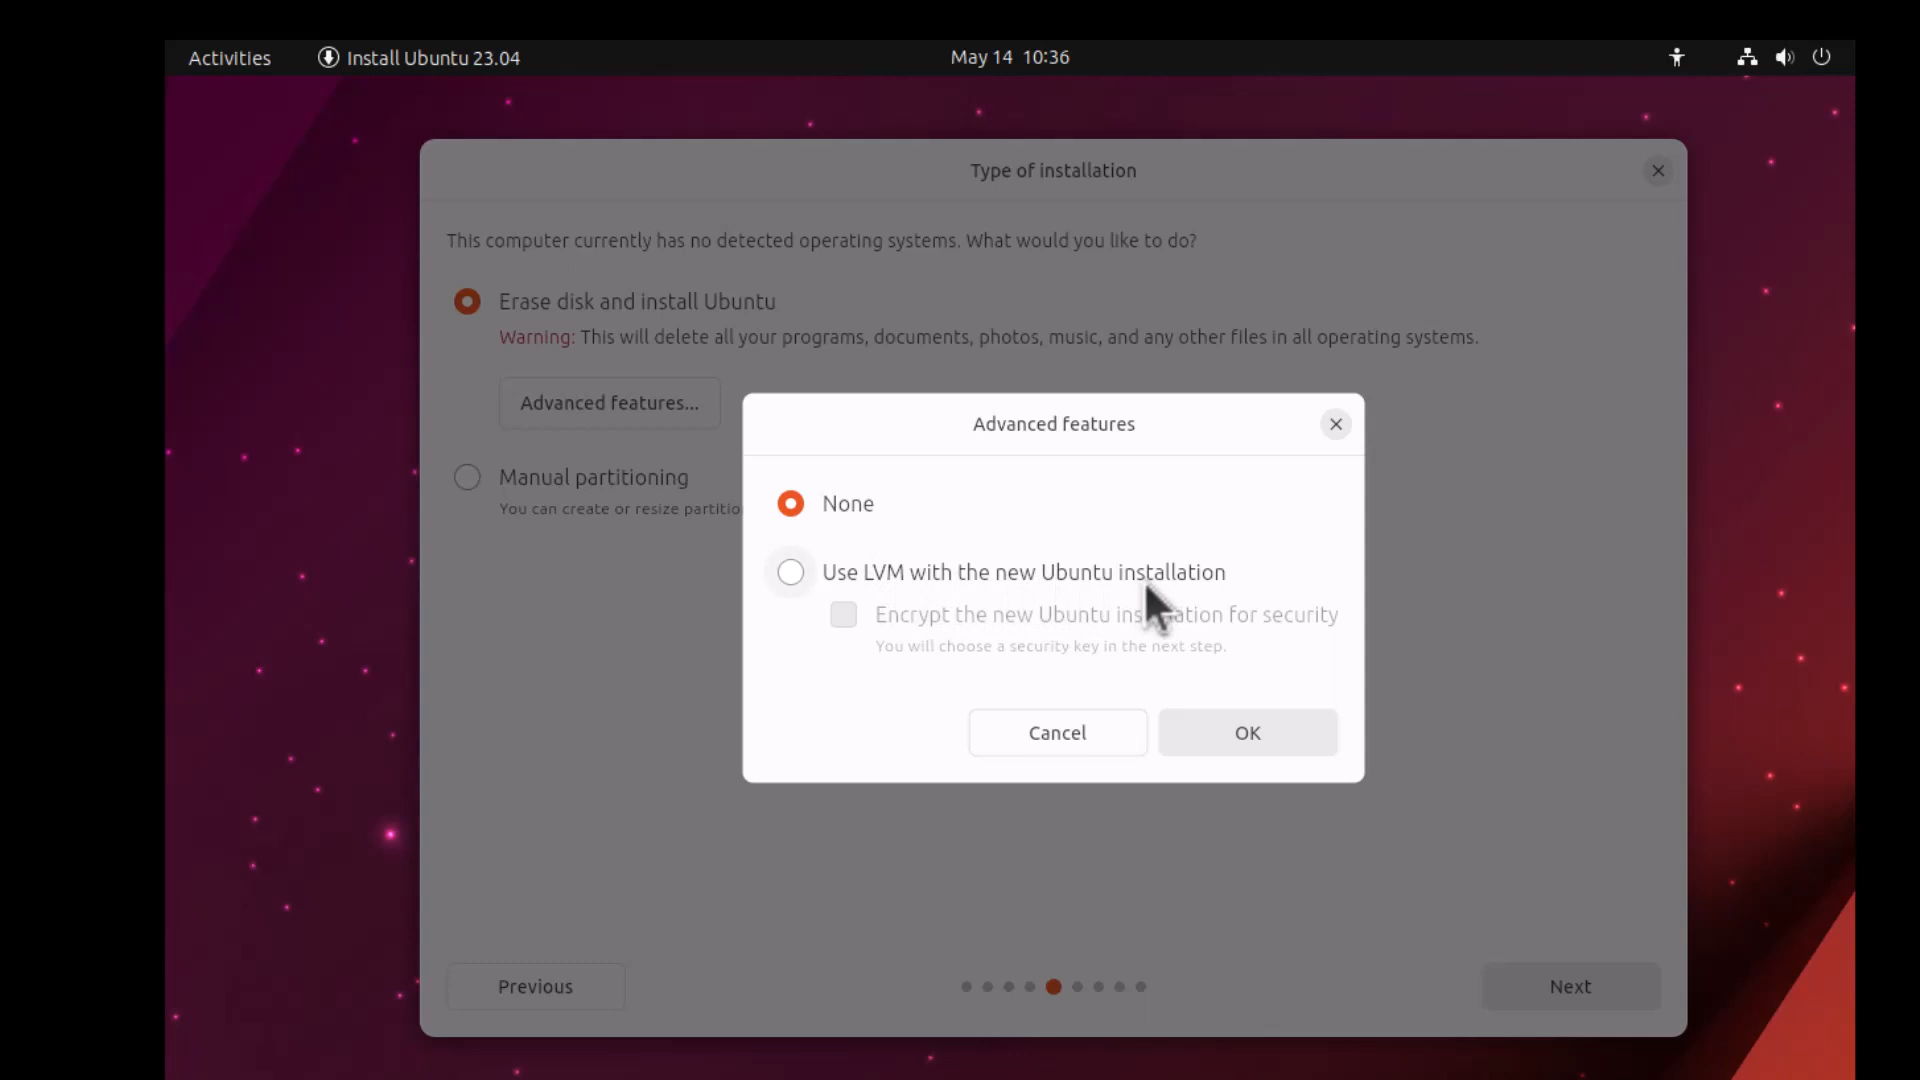 Activities
Install Ubuntu 23.04
May 14 10:36
Type of installation
This computer currently has no detected operating systems. What would you like to do?
Erase disk and install Ubuntu
Warning: This will delete all your programs, documents, photos, music, and any other files in all operating systems.
Advanced features...
Manual partitioning
You can create or resize
Advanced features
None
Use LVM with the new Ubuntu installation
Encrypt the new Ubuntu installation for security
You will choose a security key in the next step.
Cancel
OK
Previous
Next